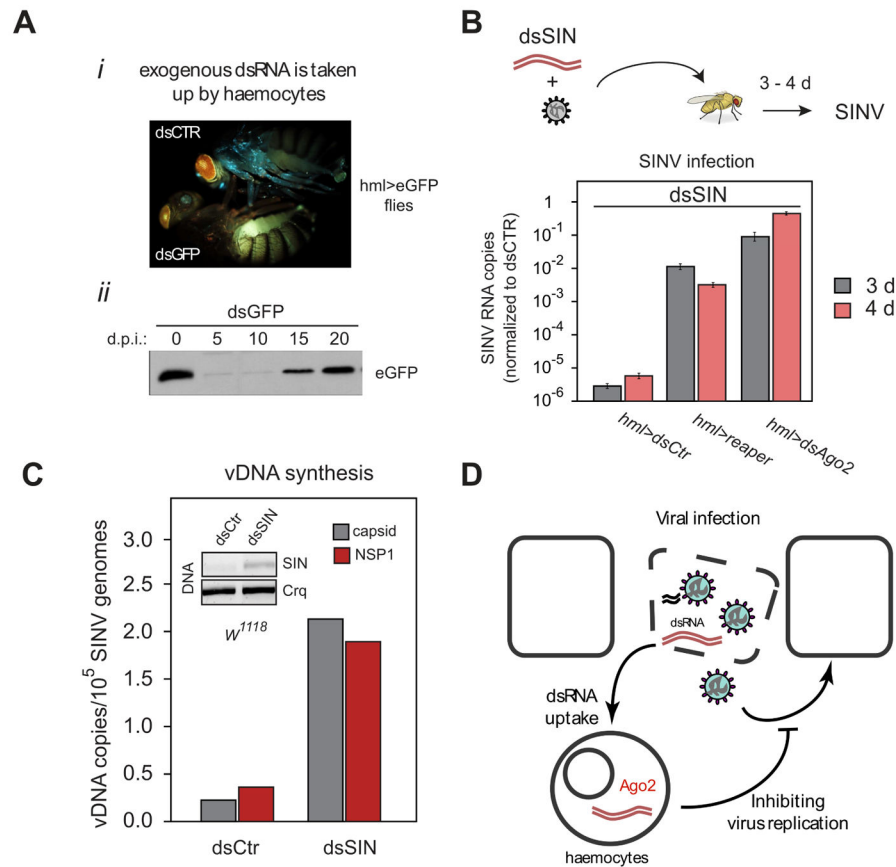 A
i
exogenous dsRNA is taken
up by haemocytes
dsCTR
dsGFP
hml>eGFP
flies
ii
dsGFP
d.p.i.: 0 5 10 15 20
eGFP
B
dsSIN
+
3 - 4 d
SINV
SINV infection
dsSIN
SINV RNA copies
(normalized to dsCTR)
1
10-1
10-2
10-3
10-5
10-6
3 d
4 d
hml>dsCtr
hml>reaper
hml>dsAgo2
C
vDNA synthesis
vDNA copies/10^5 SINV genomes
3.0
2.5
2.0
1.5
1.0
0.5
0.0
dsCtr
dsSIN
DNA
SIN
Crq
W^1118
capsid
NSP1
dsCtr
dsSIN
D
Viral infection
dsRNA
dsRNA
uptake
Ago2
haemocytes
Inhibiting
virus replication